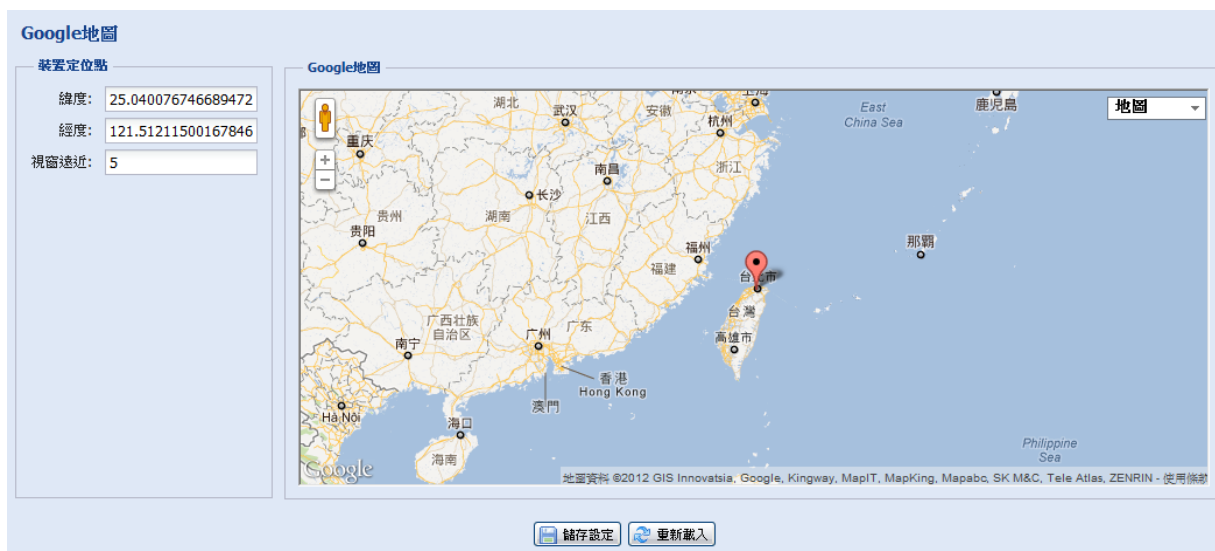 Google地圖
裝置定位點
緯度: 25.040076746689472
經度: 121.51211500167846
視窗遠近: 5
Google地圖
地圖
湖北
武汉
安徽
杭州
East
China Sea
鹿児島
重庆
南昌
浙江
长沙
贵州
湖南
江西
贵阳
福州
那覇
福建
台北市
台灣
广西壮族
自治区
广州
广东
南宁
高雄市
香港
Hong Kong
澳門
Hà Nội
海口
海南
Philippine
Sea
Google
地圖資料 ©2012 GIS Innovatsia, Google, Kingway, MapIT, MapKing, Mapabc, SK M&C, Tele Atlas, ZENRIN - 使用條款
儲存設定
重新載入